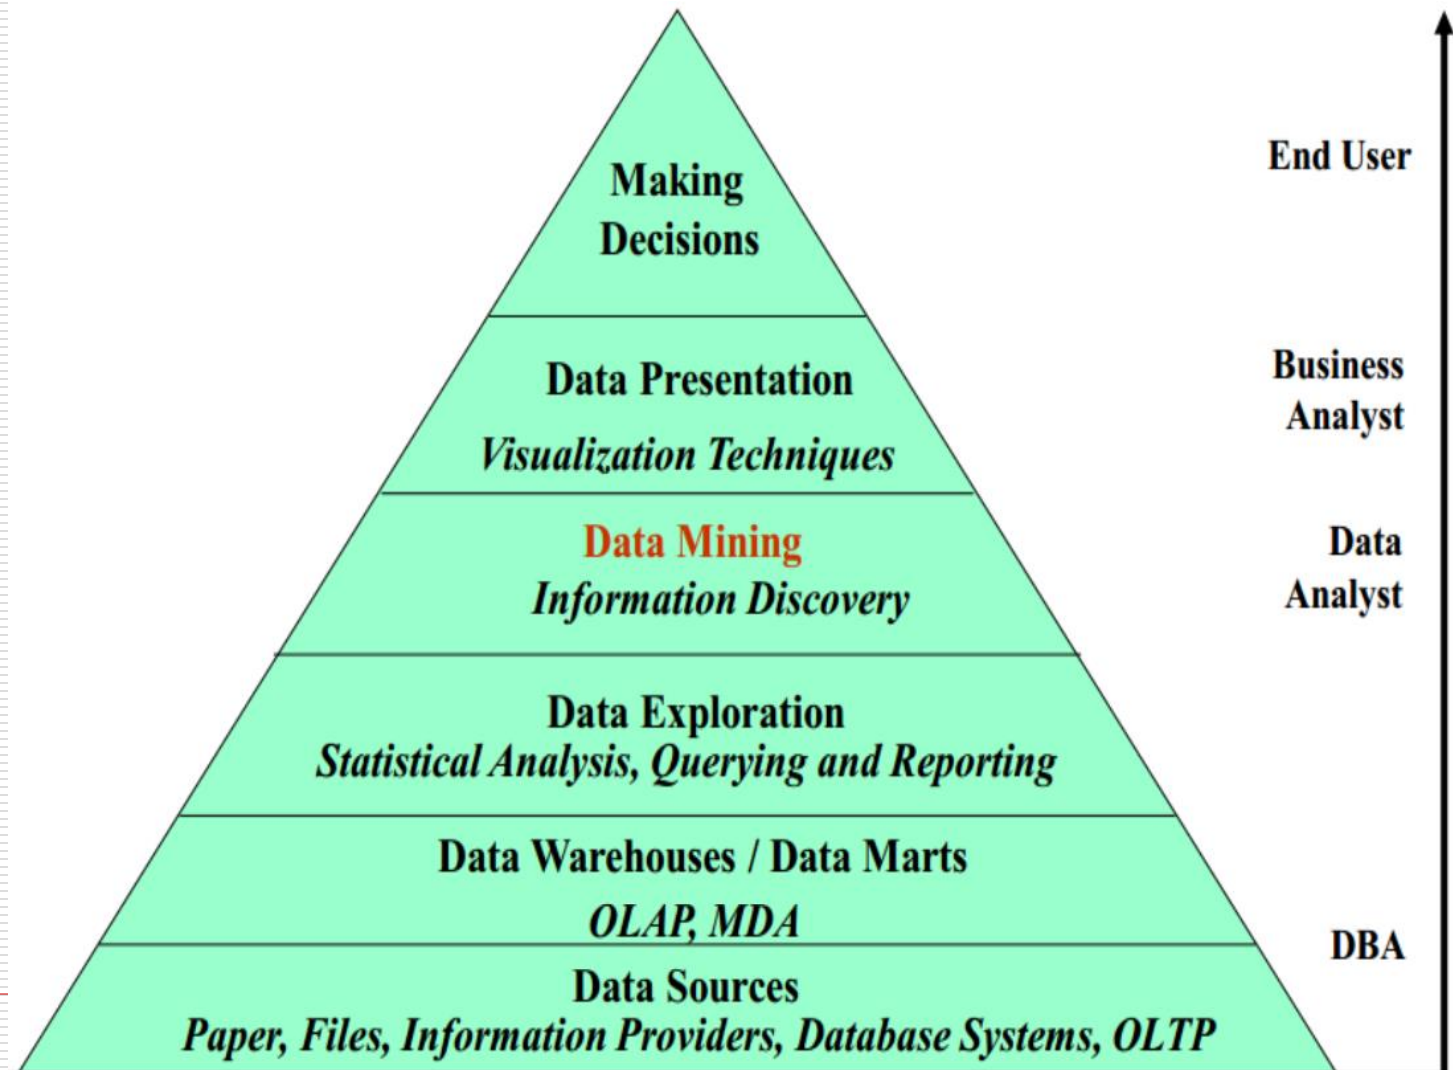 Making
Decisions
End User
Data Presentation
Visualization Techniques
Business
Analyst
Data Mining
Information Discovery
Data
Analyst
Data Exploration
Statistical Analysis, Querying and Reporting
Data Warehouses / Data Marts
OLAP, MDA
DBA
Data Sources
Paper, Files, Information Providers, Database Systems, OLTP